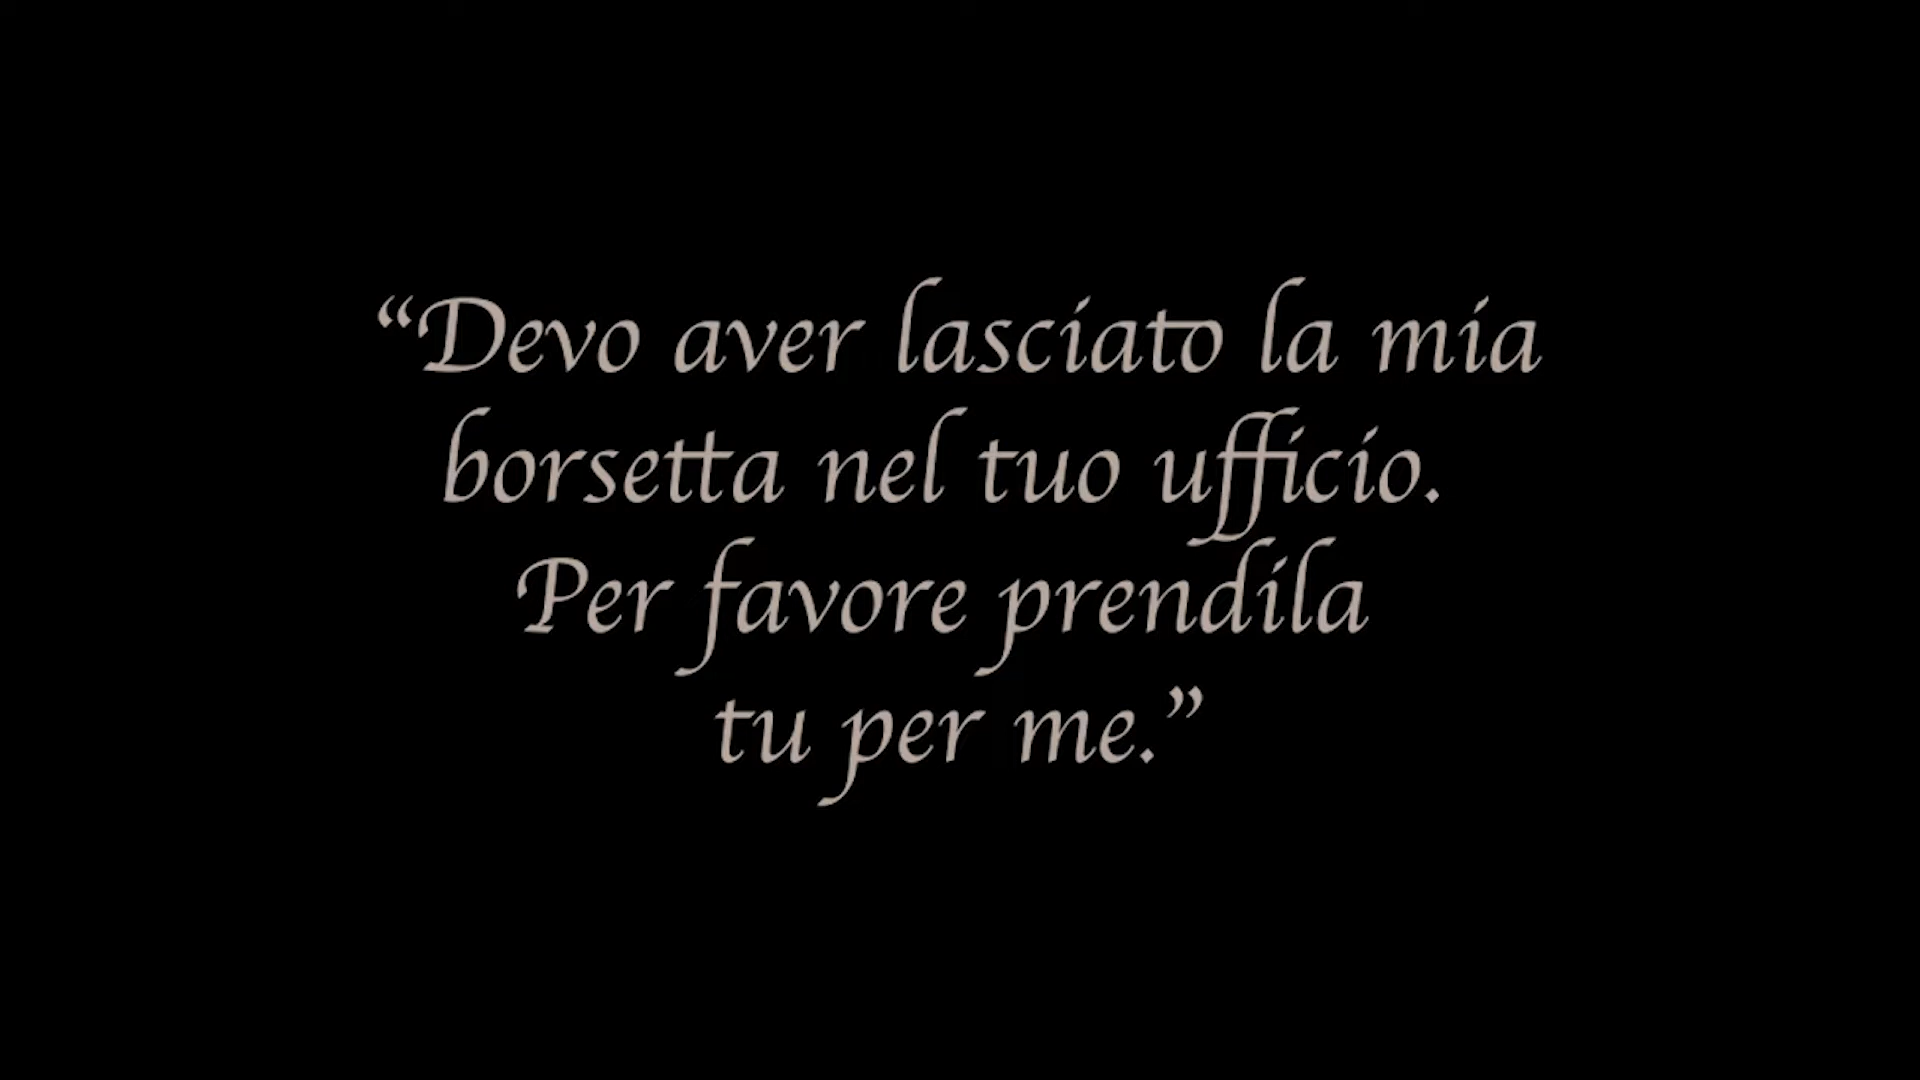 “Devo aver lasciato la mia
borsetta nel tuo ufficio.
Per favore prendila
tu per me.”